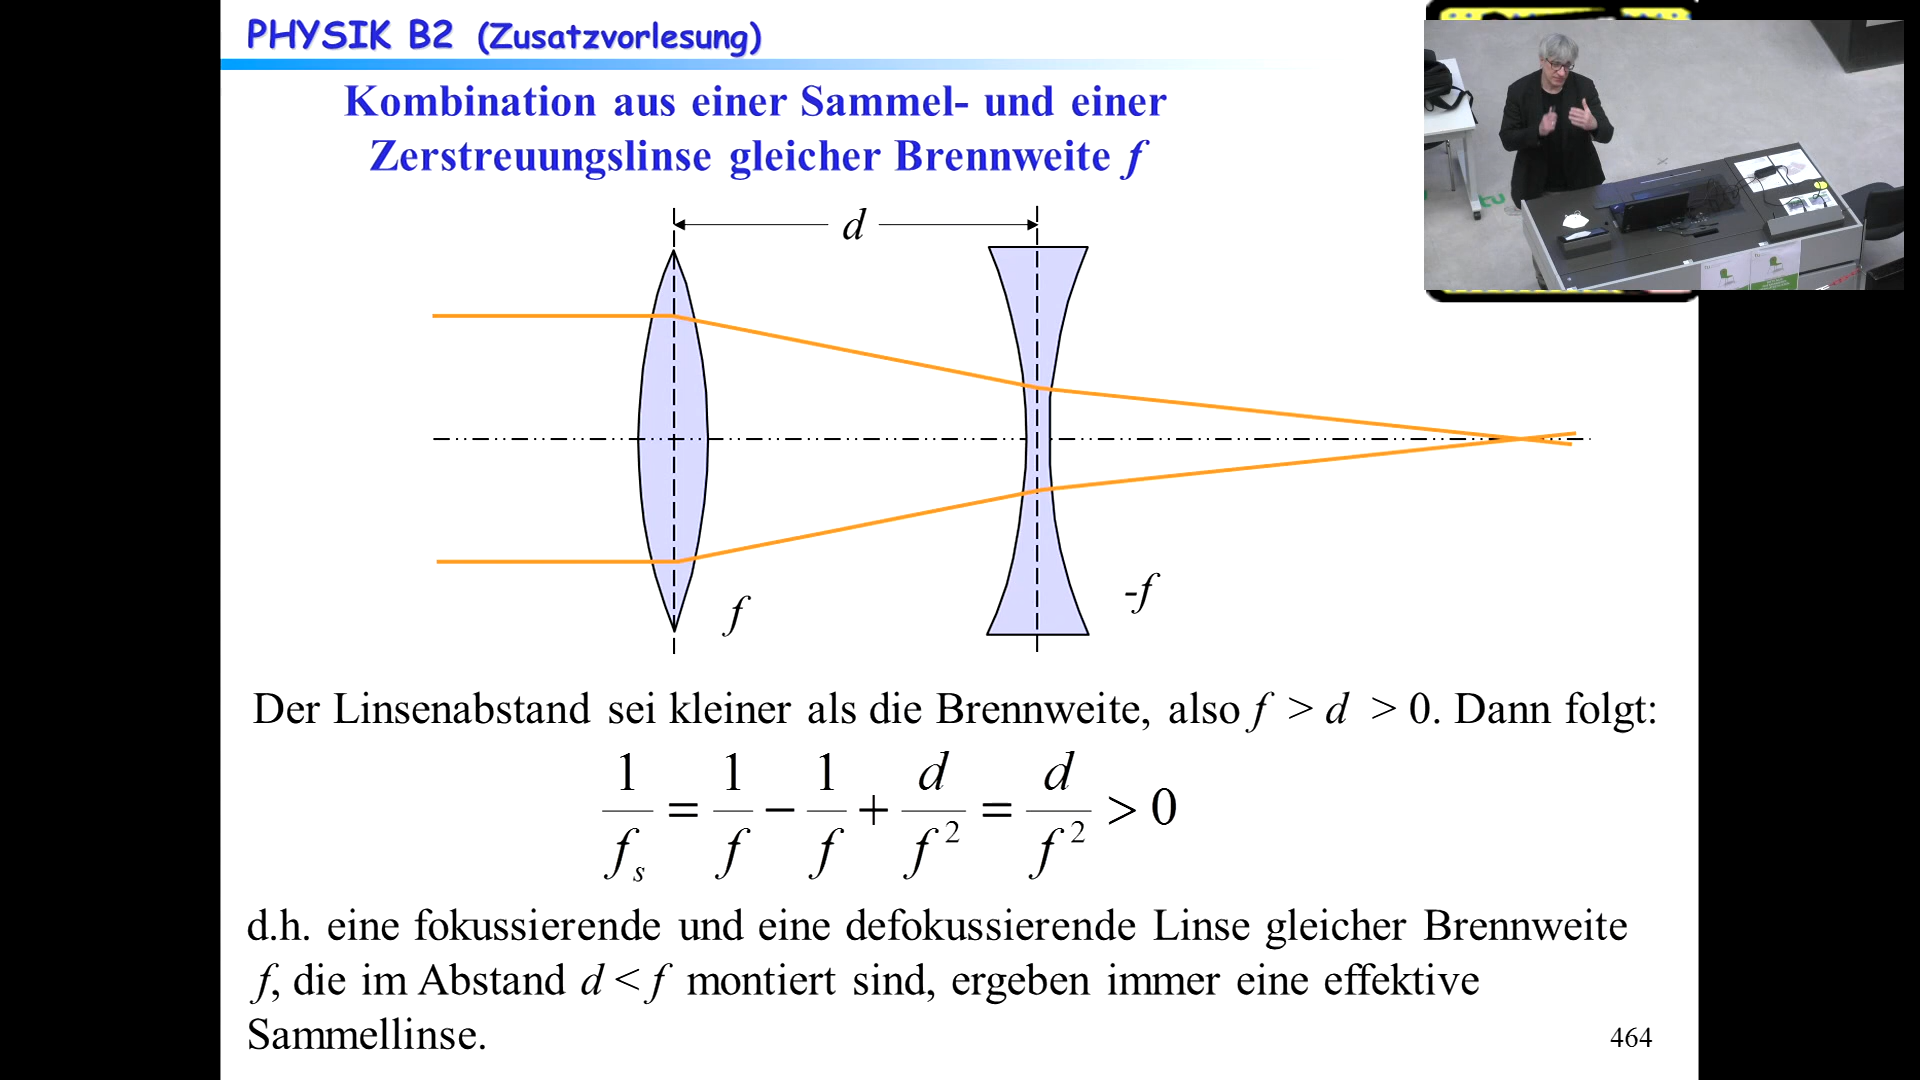 PHYSIK B2 (Zusatzvorlesung)
Kombination aus einer Sammel- und einer
Zerstreuungslinse gleicher Brennweite f
d
f
-f
Der Linsenabstand sei kleiner als die Brennweite, also f > d > 0. Dann folgt:
1/f_s = 1/f − 1/f + d/f² = d/f² > 0
d.h. eine fokussierende und eine defokussierende Linse gleicher Brennweite
f, die im Abstand d < f montiert sind, ergeben immer eine effektive
Sammellinse.
464